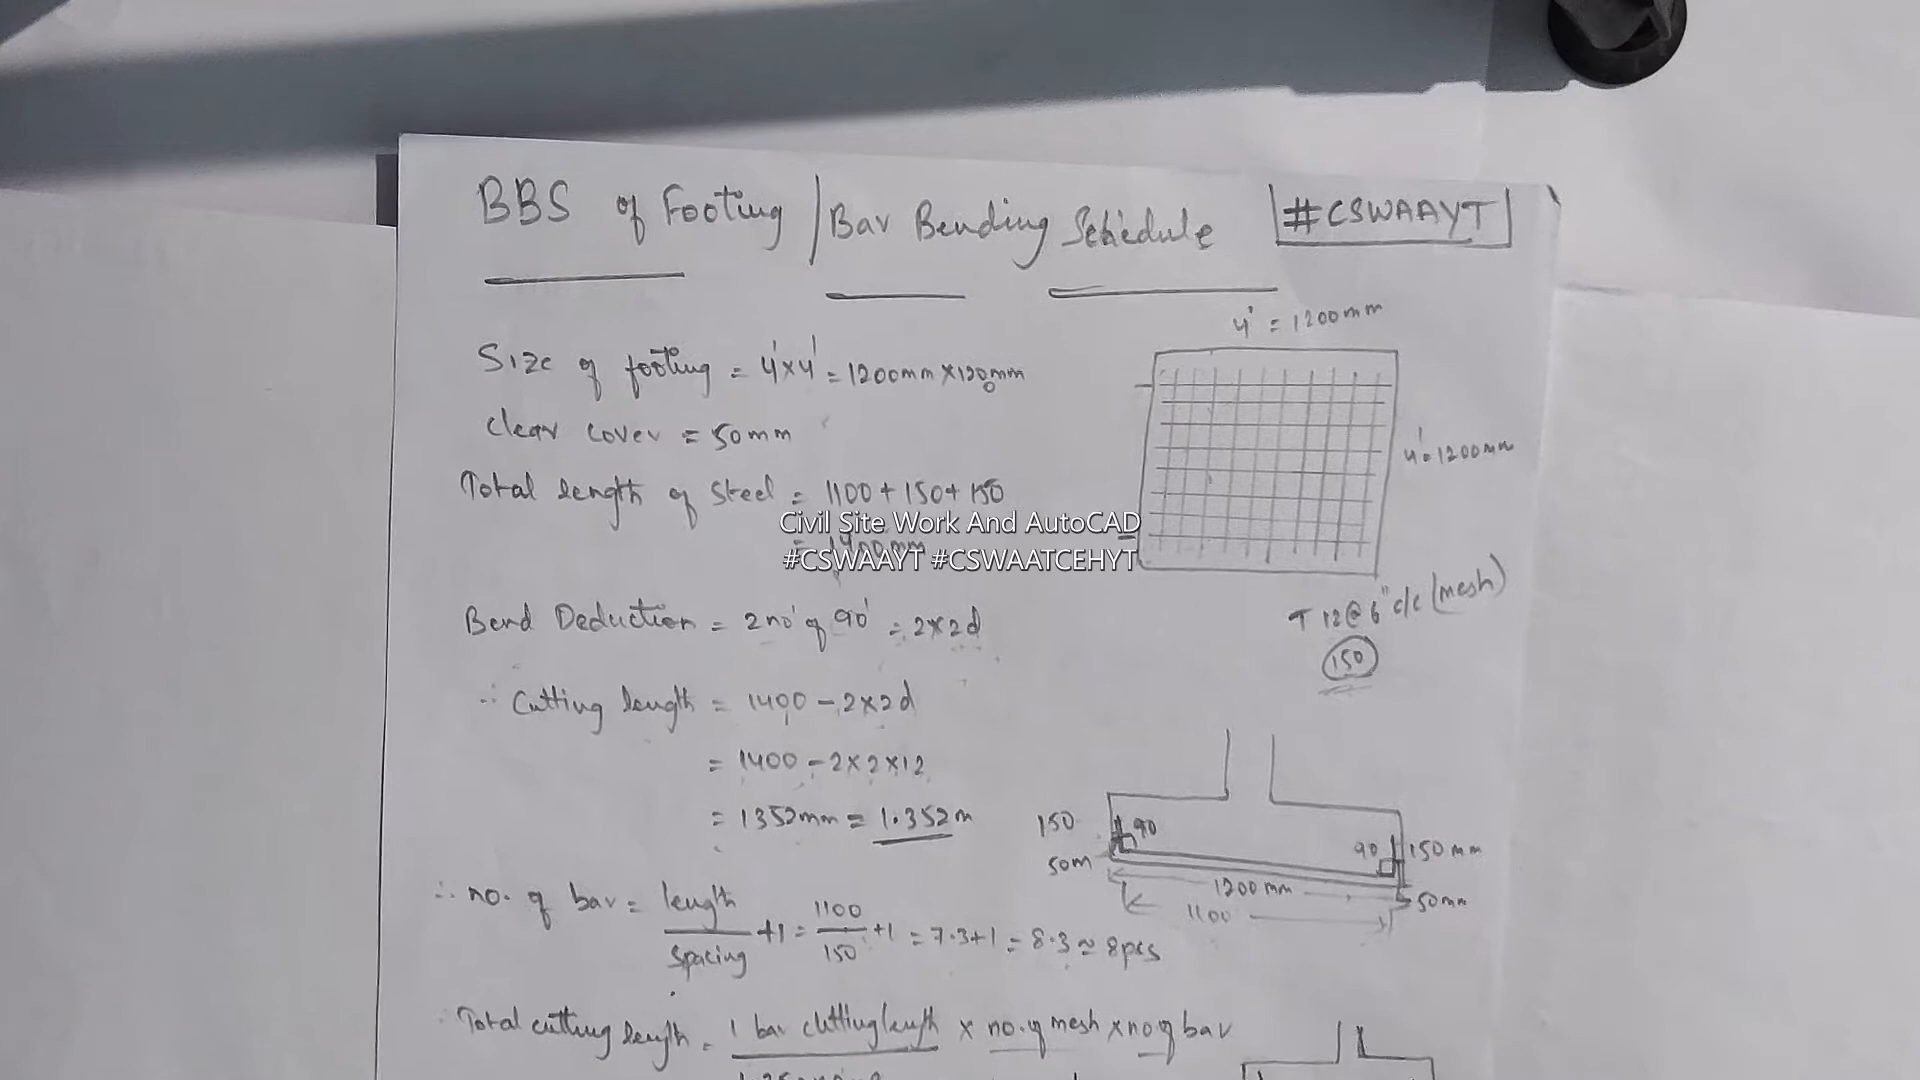 BBS of Footing / Bar Bending Schedule #CSWAAYT
4' = 1200mm
Size of footing = 4'x4' = 1200mm x 1200mm
clear cover = 50mm
4' = 1200mm
Total length of steel = 1100 + 150 + 150
= 1400mm
Civil Site Work And AutoCAD
#CSWAAYT #CSWAATCEHYT
T 12@ 6" c/c (mesh)
150
Bend Deduction = 2no' of 90' = 2x2d
∴ Cutting length = 1400 - 2x2d
= 1400 - 2x2x12
= 1352mm = 1.352m
150 90 90 150mm
50m 1200mm 50mm
1100
∴ no. of bar = length / spacing + 1 = 1100 / 150 + 1 = 7.3+1 = 8.3 ≈ 8pcs
Total cutting length = 1 bar cutting length x no. of mesh x no of bar